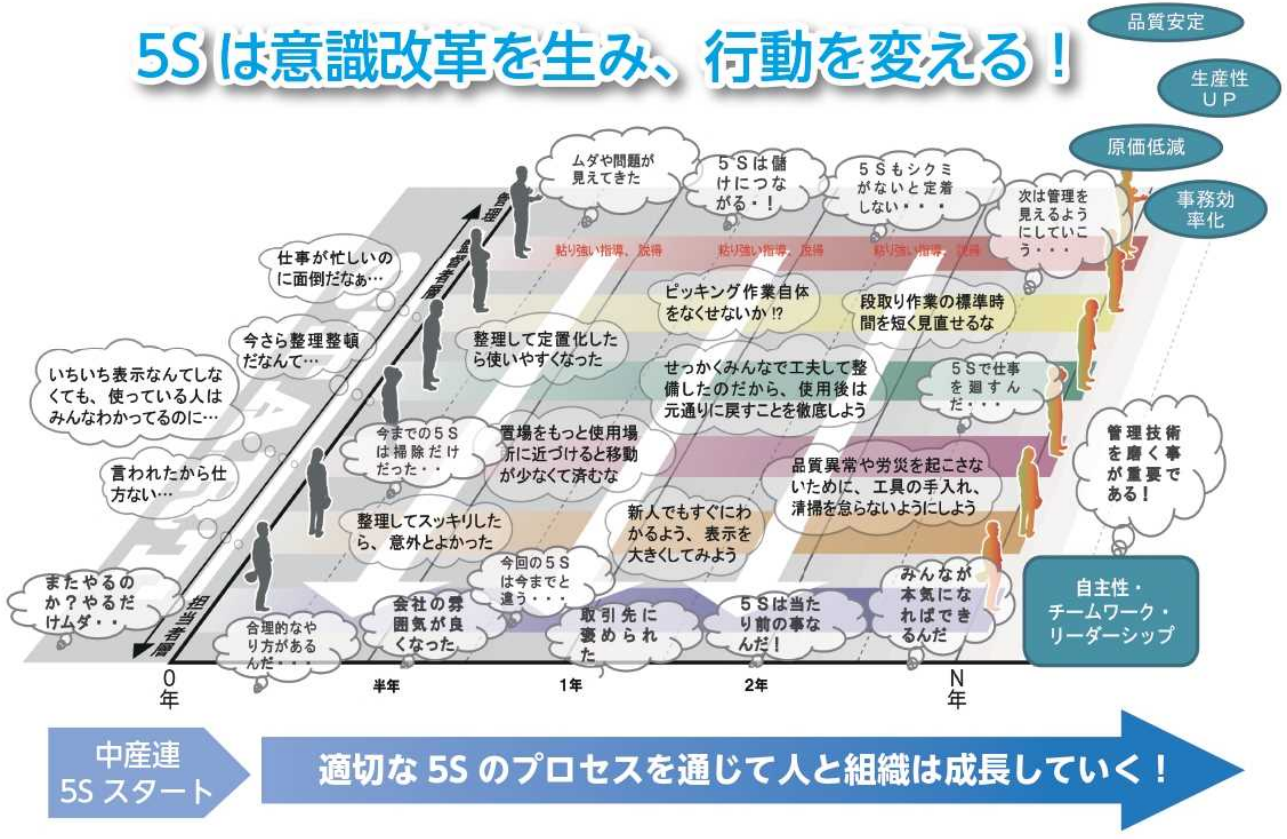 5Sは意識改革を生み、行動を変える！
品質安定
生産性
ＵＰ
原価低減
事務効
率化
ムダや問題が
見えてきた
５Ｓは儲
けにつな
がる・！
５Ｓもシクミ
がないと定着
しない・・・
次は管理を
見えるよう
にしていこ
う・・・
管理・監督者層
粘り強い指導、説得
粘り強い指導、説得
粘り強い指導、説得
仕事が忙しいの
に面倒だなぁ…
ピッキング作業自体
をなくせないか!?
段取り作業の標準時
間を短く見直せるな
今さら整理整頓
だなんて…
整理して定置化した
ら使いやすくなった
いちいち表示なんてしな
くても、使っている人は
みんなわかってるのに…
せっかくみんなで工夫して整
備したのだから、使用後は
元通りに戻すことを徹底しよう
５Ｓで仕事
を廻すん
だ・・・
今までの５Ｓ
は掃除だけ
だった・・
置場をもっと使用場
所に近づけると移動
が少なくて済むな
管理技術
を磨く事
が重要で
ある！
言われたから仕
方ない…
品質異常や労災を起こさな
いために、工具の手入れ、
清掃を怠らないようにしよう
整理してスッキリした
ら、意外とよかった
新人でもすぐにわ
かるよう、表示を
大きくしてみよう
またやるの
か？やるだ
けムダ・・
今回の５Ｓ
は今までと
違う・・・
みんなが
本気にな
ればでき
るんだ
自主性・
チームワーク・
リーダーシップ
担当者層
合理的なや
り方がある
んだ・・・
会社の雰
囲気が良
くなった
取引先に
褒められ
た
５Ｓは当た
り前の事な
んだ！
０年
半年
1年
2年
Ｎ年
中産連
5Sスタート
適切な5Sのプロセスを通じて人と組織は成長していく！